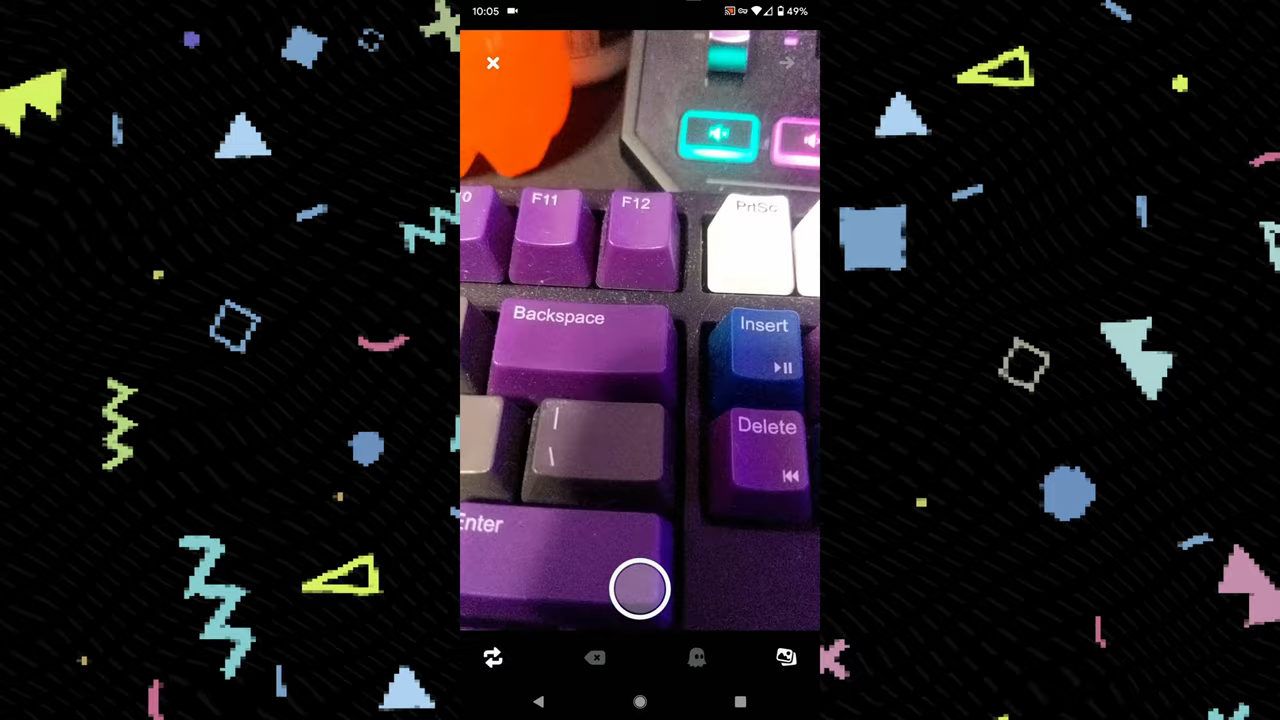 10:05 49%
F11 F12 PrtSc
Backspace Insert
|
\
Delete
Enter